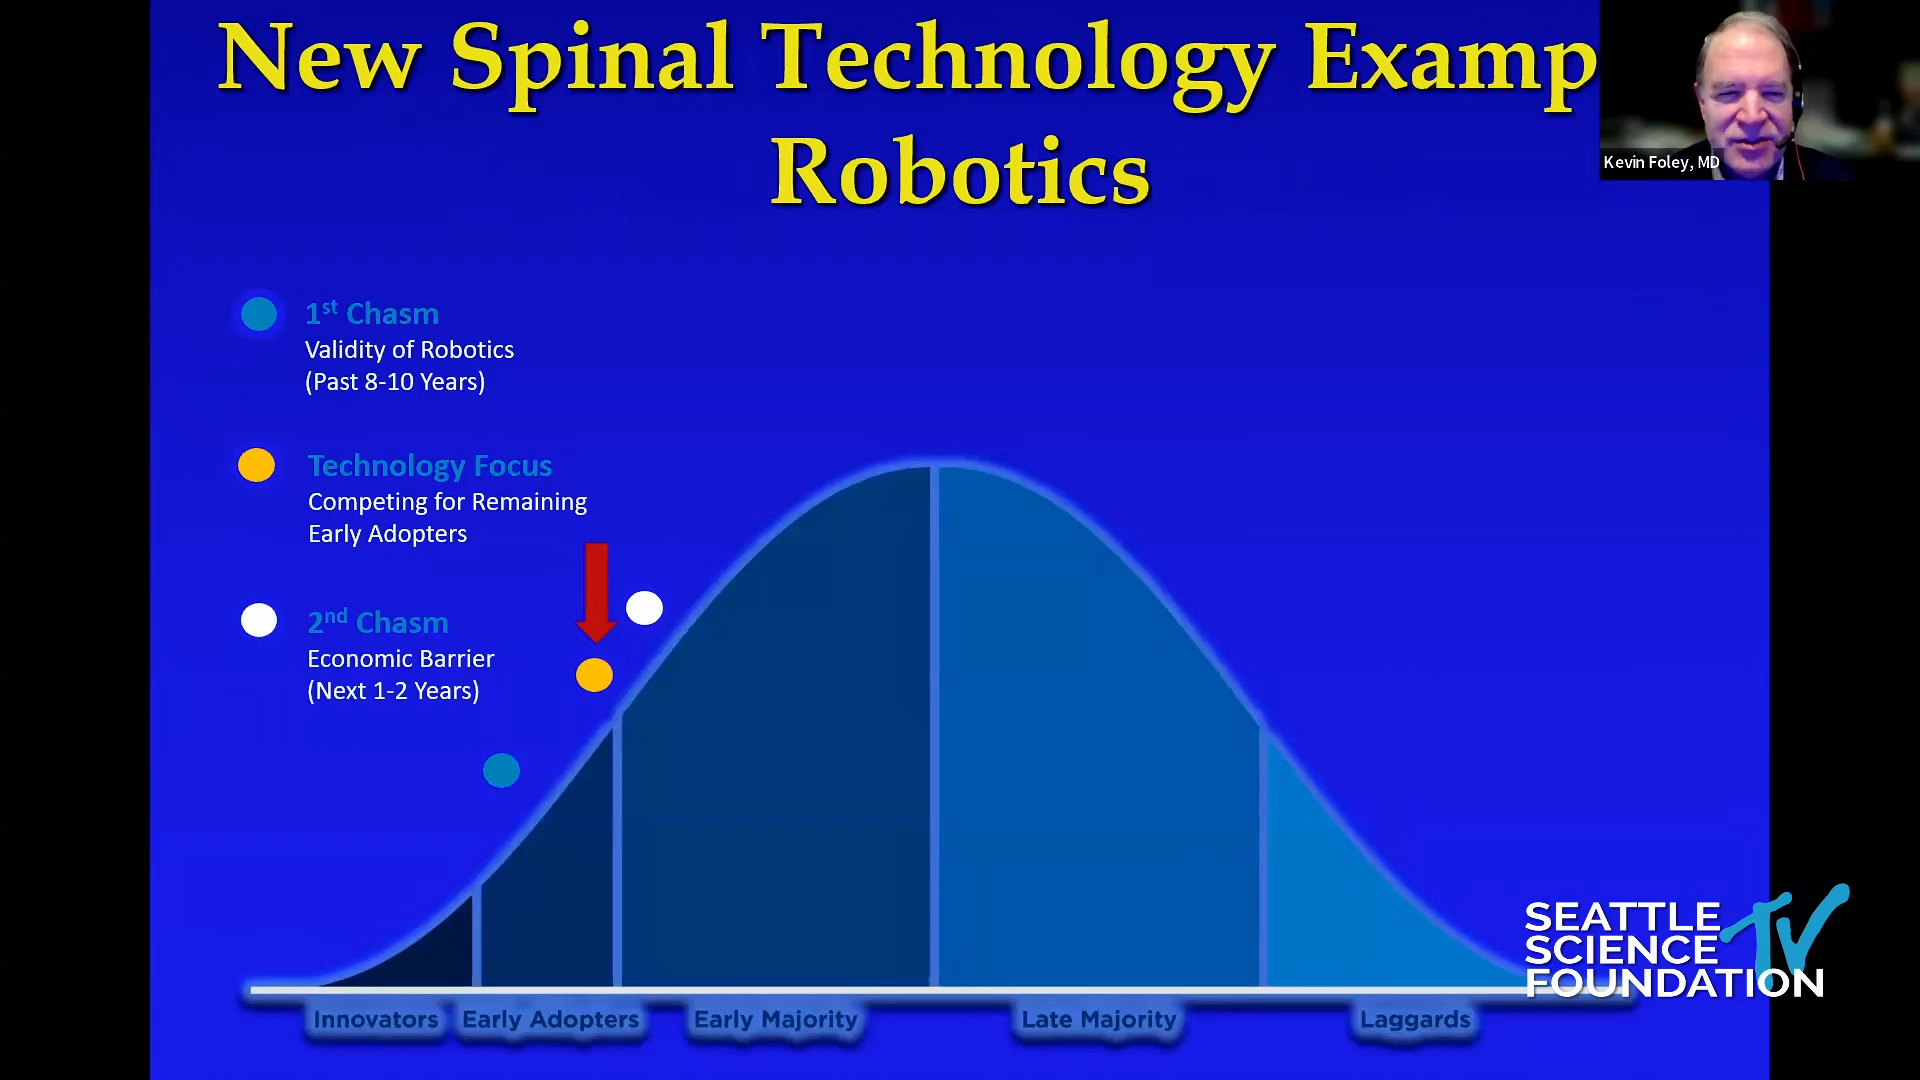 New Spinal Technology Examp
Robotics
Kevin Foley, MD
1st Chasm
Validity of Robotics
(Past 8-10 Years)
Technology Focus
Competing for Remaining
Early Adopters
2nd Chasm
Economic Barrier
(Next 1-2 Years)
Innovators
Early Adopters
Early Majority
Late Majority
Laggards
SEATTLE
SCIENCE
FOUNDATION
TV